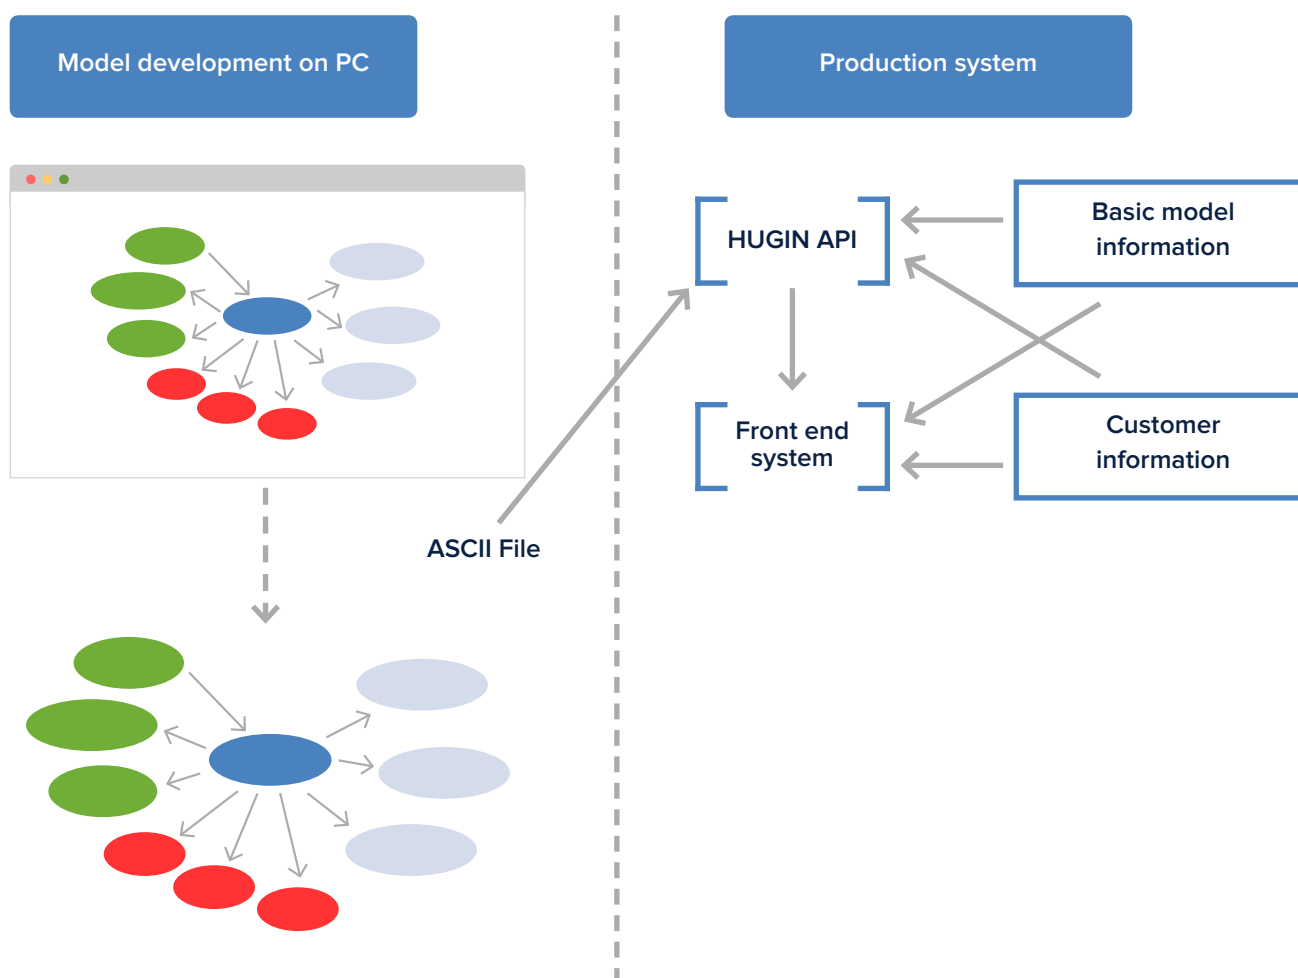 Model development on PC
Production system
HUGIN API
Basic model
information
Front end
system
Customer
information
ASCII File